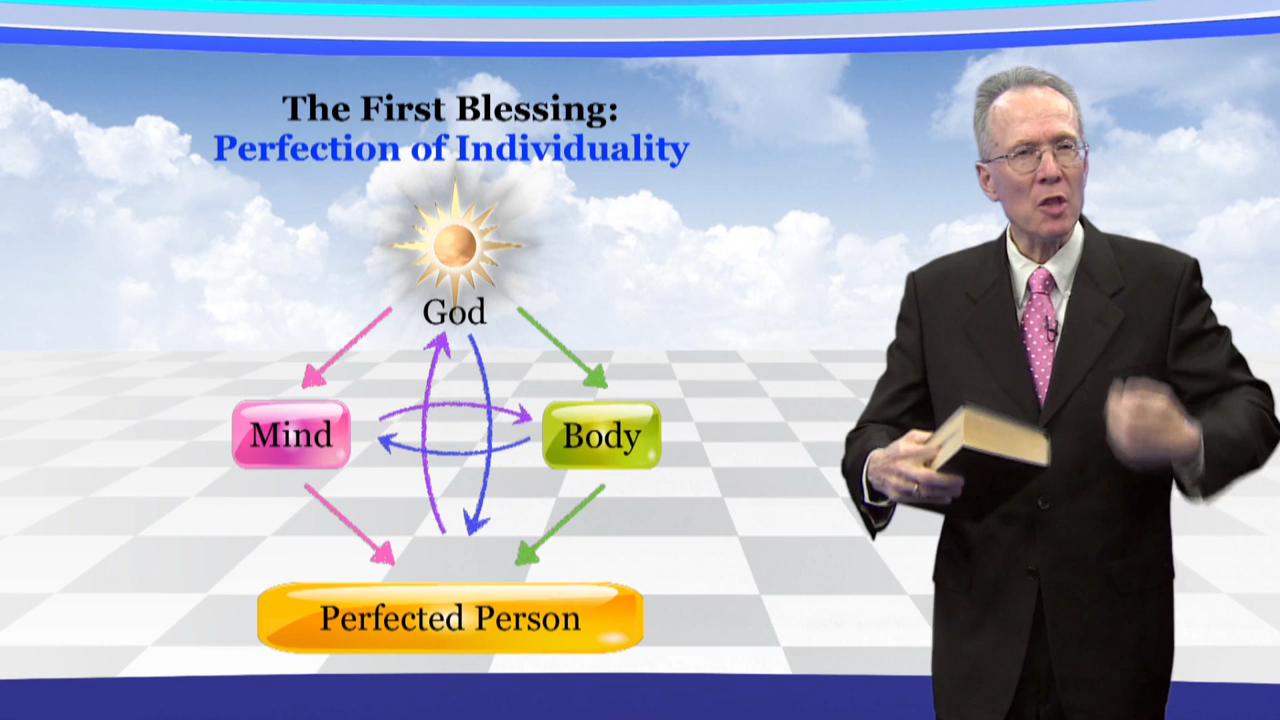 The First Blessing:
Perfection of Individuality
God
Mind
Body
Perfected Person